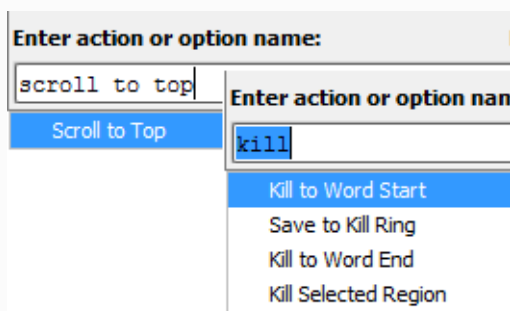 Enter action or option name:
scroll to top
Scroll to Top
Enter action or option nam
kill
Kill to Word Start
Save to Kill Ring
Kill to Word End
Kill Selected Region